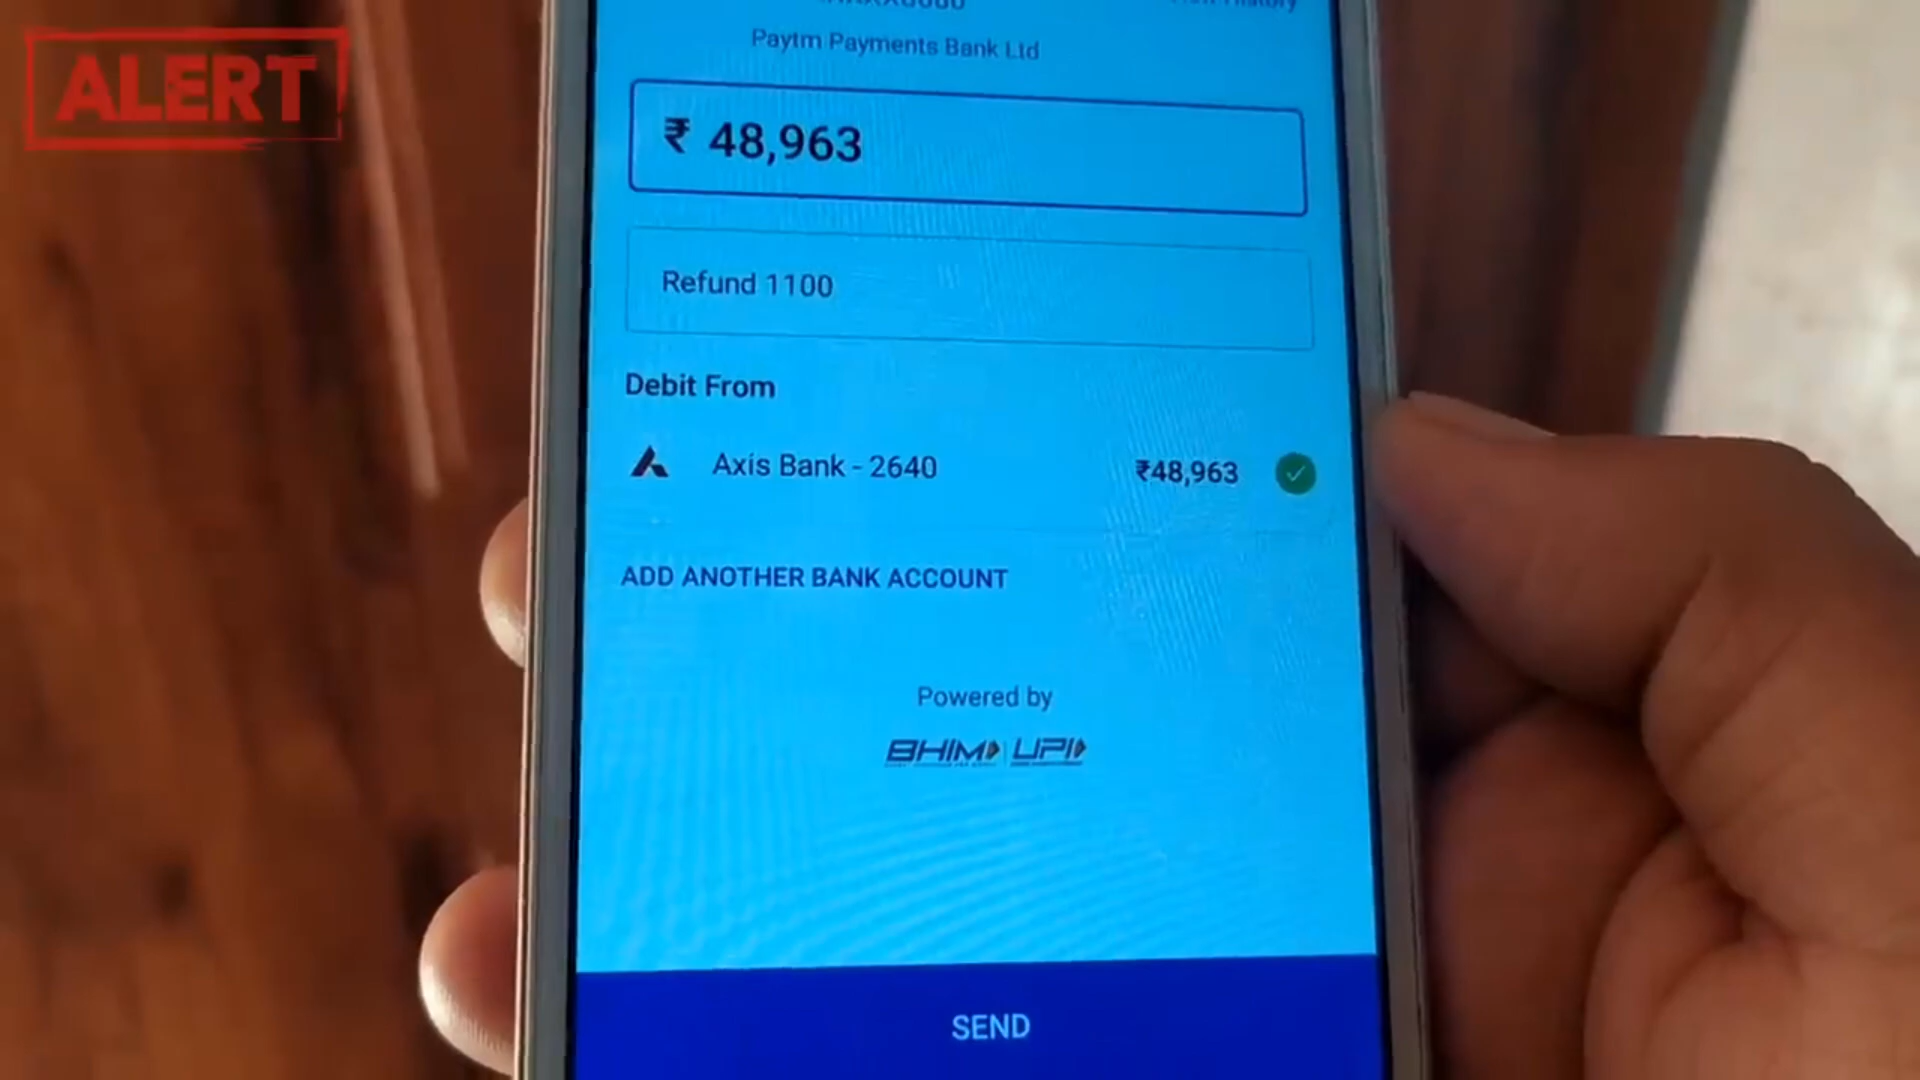 ALERT
Paytm Payments Bank Ltd
₹ 48,963
Refund 1100
Debit From
Axis Bank - 2640
₹48,963
ADD ANOTHER BANK ACCOUNT
Powered by
BHIM UPI
SEND